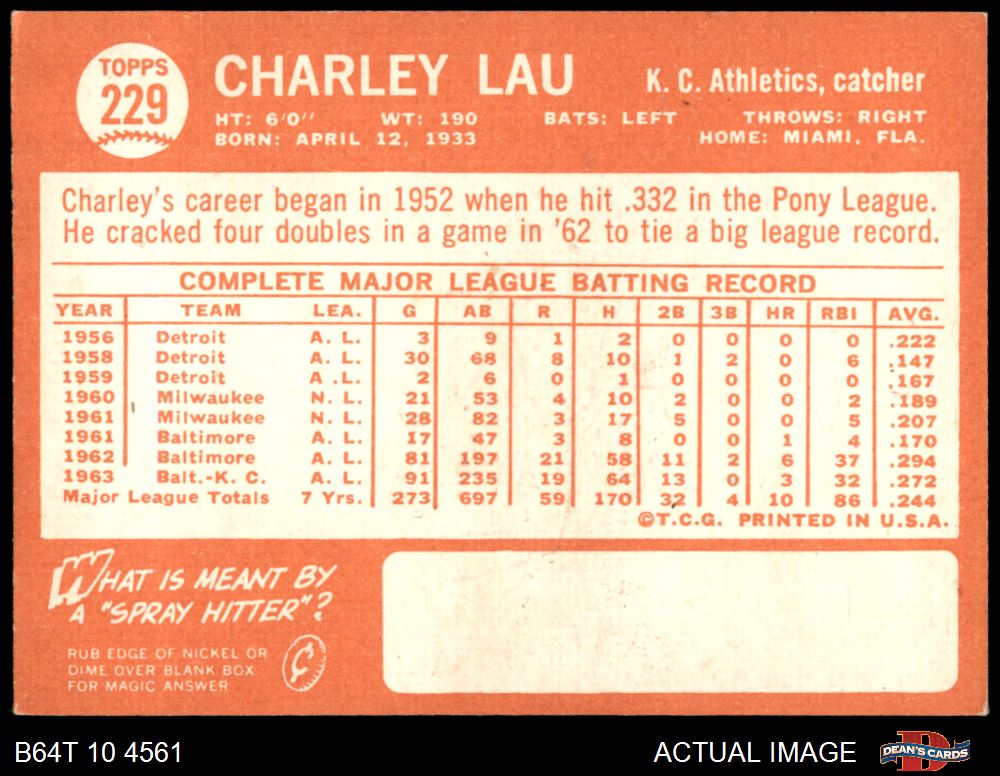 TOPPS
229
CHARLEY LAU
K. C. Athletics, catcher
HT: 6'0" WT: 190 BATS: LEFT THROWS: RIGHT
BORN: APRIL 12, 1933 HOME: MIAMI, FLA.
Charley's career began in 1952 when he hit .332 in the Pony League.
He cracked four doubles in a game in '62 to tie a big league record.
COMPLETE MAJOR LEAGUE BATTING RECORD
YEAR TEAM LEA. G AB R H 2B 3B HR RBI AVG.
1956 Detroit A. L. 3 9 1 2 0 0 0 0 .222
1958 Detroit A. L. 30 68 8 10 1 2 0 6 .147
1959 Detroit A .L. 2 6 0 1 0 0 0 0 .167
1960 Milwaukee N. L. 21 53 4 10 2 0 0 2 .189
1961 Milwaukee N. L. 28 82 3 17 5 0 0 5 .207
1961 Baltimore A. L. 17 47 3 8 0 0 1 4 .170
1962 Baltimore A. L. 81 197 21 58 11 2 6 37 .294
1963 Balt.-K. C. A. L. 91 235 19 64 13 0 3 32 .272
Major League Totals 7 Yrs. 273 697 59 170 32 4 10 86 .244
©T.C.G. PRINTED IN U.S.A.
WHAT IS MEANT BY
A "SPRAY HITTER"?
RUB EDGE OF NICKEL OR
DIME OVER BLANK BOX
FOR MAGIC ANSWER
B64T 10 4561
ACTUAL IMAGE
DEAN'S CARDS